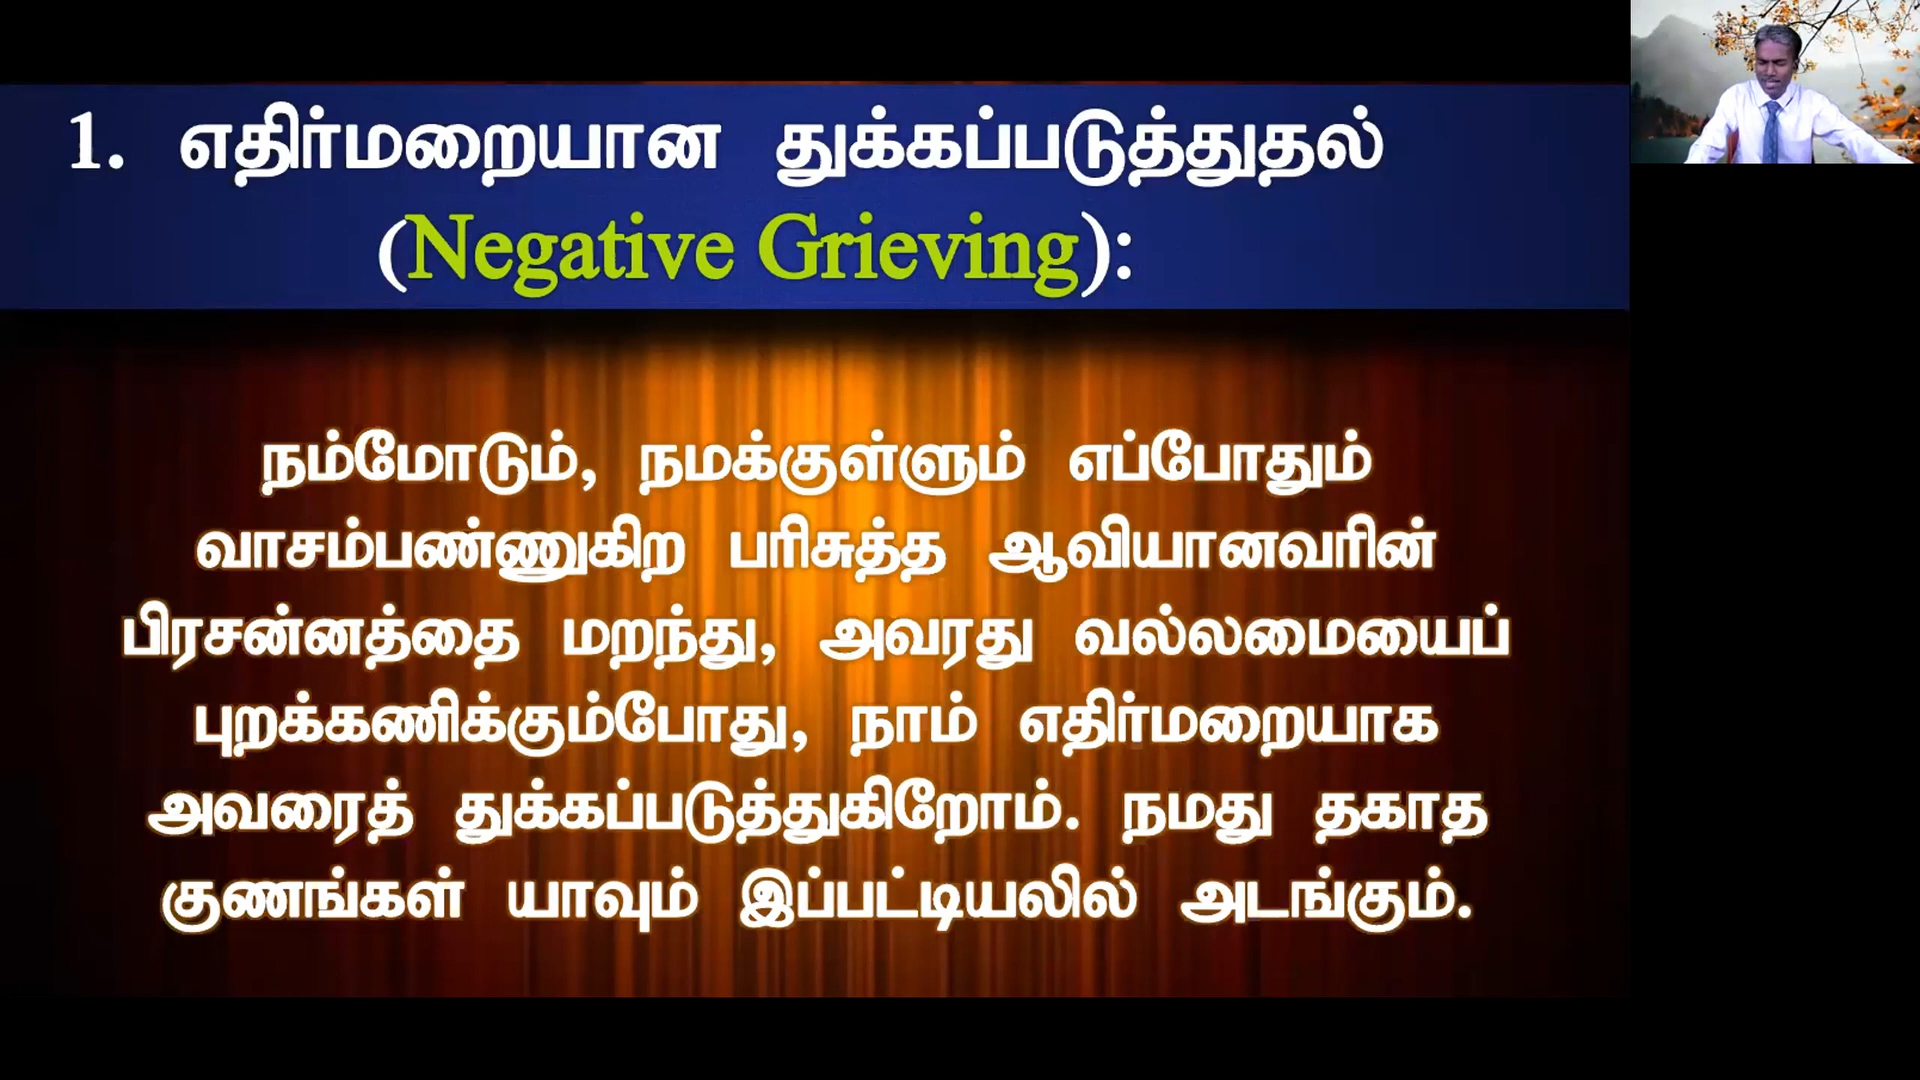 1. எதிர்மறையான துக்கப்படுத்துதல்
(Negative Grieving):
நம்மோடும், நமக்குள்ளும் எப்போதும்
வாசம்பண்ணுகிற பரிசுத்த ஆவியானவரின்
பிரசன்னத்தை மறந்து, அவரது வல்லமையைப்
புறக்கணிக்கும்போது, நாம் எதிர்மறையாக
அவரைத் துக்கப்படுத்துகிறோம். நமது தகாத
குணங்கள் யாவும் இப்பட்டியலில் அடங்கும்.